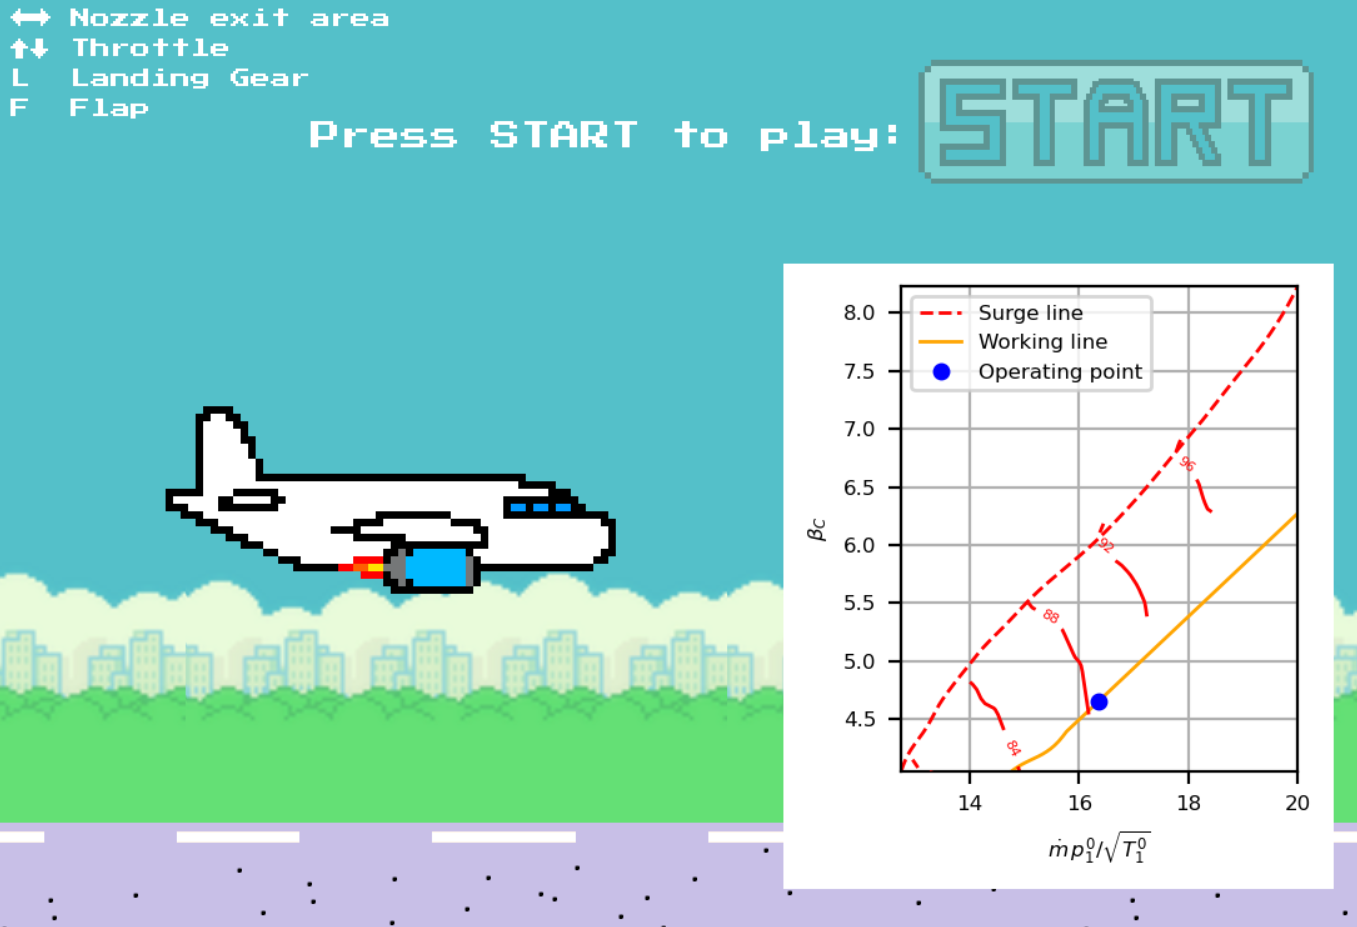 Nozzle exit area
Throttle
L Landing Gear
F Flap
Press START to play: START
Surge line
Working line
Operating point
8.0
7.5
7.0
6.5
6.0
5.5
5.0
4.5
β_C
96
92
88
84
14 16 18 20
ṁp₁⁰/√T₁⁰